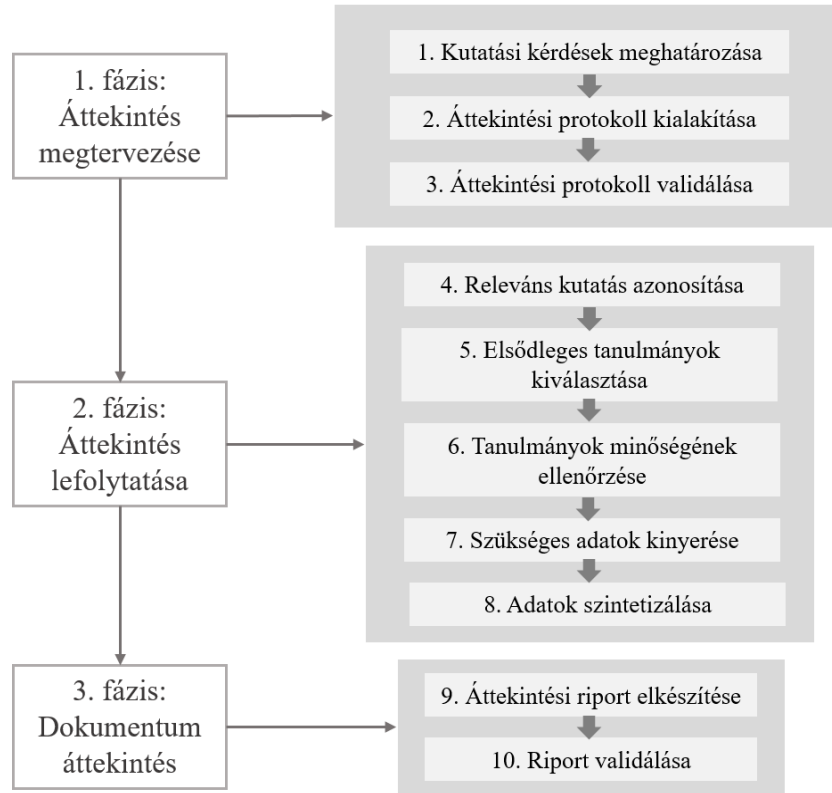 1. fázis:
Áttekintés
megtervezése
1. Kutatási kérdések meghatározása
2. Áttekintési protokoll kialakítása
3. Áttekintési protokoll validálása
2. fázis:
Áttekintés
lefolytatása
4. Releváns kutatás azonosítása
5. Elsődleges tanulmányok
kiválasztása
6. Tanulmányok minőségének
ellenőrzése
7. Szükséges adatok kinyerése
8. Adatok szintetizálása
3. fázis:
Dokumentum
áttekintés
9. Áttekintési riport elkészítése
10. Riport validálása